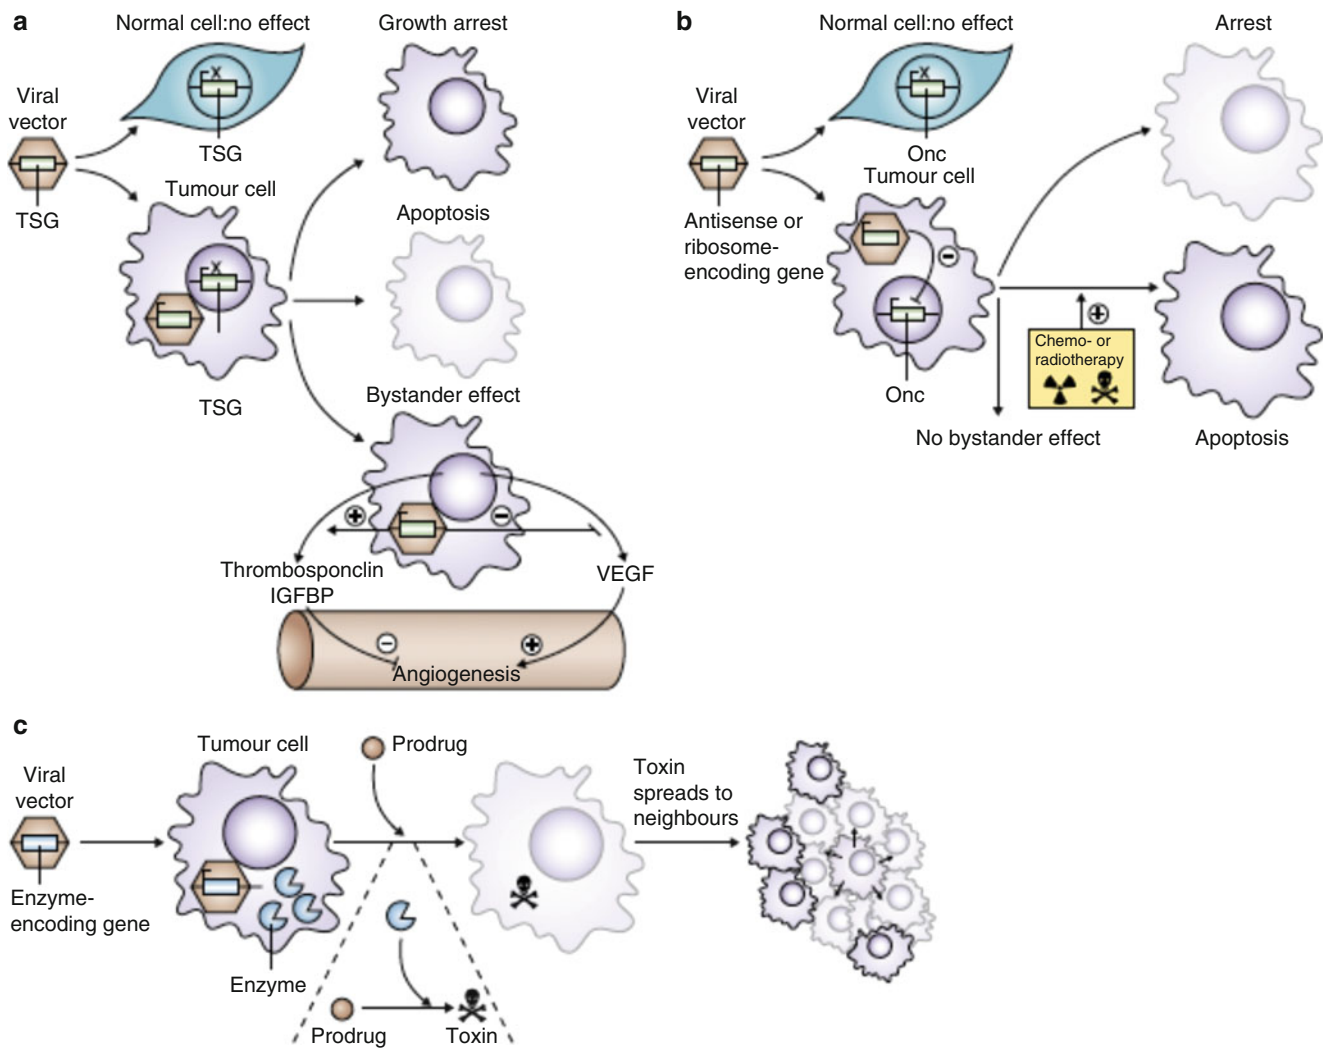 a
Normal cell:no effect
Growth arrest
Viral
vector
X
TSG
TSG
Tumour cell
X
TSG
Apoptosis
Bystander effect
+
−
Thrombosponclin
IGFBP
VEGF
−
+
Angiogenesis
b
Normal cell:no effect
Arrest
Viral
vector
X
Onc
Tumour cell
Antisense or
ribosome-
encoding gene
−
Onc
+
Chemo- or
radiotherapy
No bystander effect
Apoptosis
c
Tumour cell
Prodrug
Viral
vector
Enzyme-
encoding gene
Enzyme
Prodrug
Toxin
Toxin
spreads to
neighbours